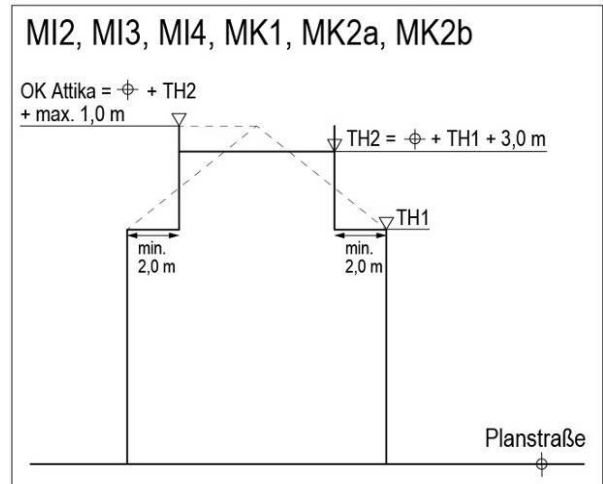 MI2, MI3, MI4, MK1, MK2a, MK2b
OK Attika = ⌖ + TH2
+ max. 1,0 m
TH2 = ⌖ + TH1 + 3,0 m
TH1
min.
2,0 m
min.
2,0 m
Planstraße